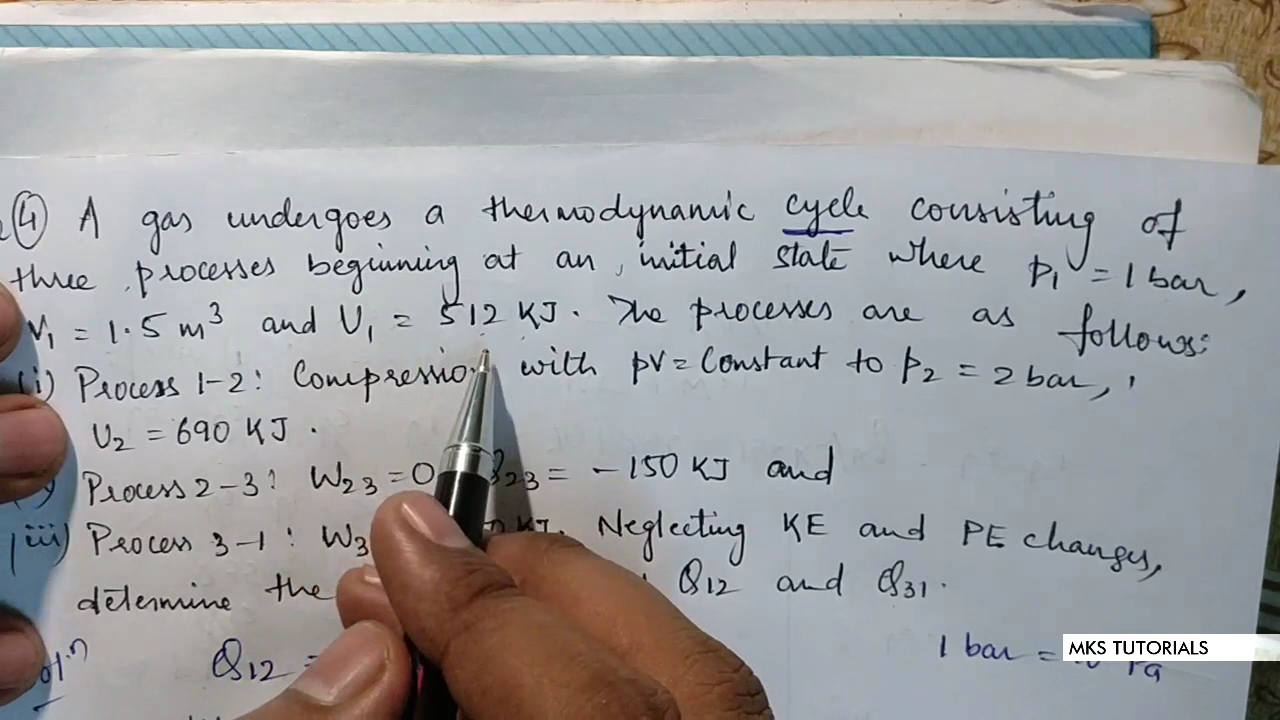 ④ A gas undergoes a thermodynamic cycle consisting of
three processes beginning at an initial state where p₁ = 1 bar,
V₁ = 1.5 m³ and U₁ = 512 KJ. The processes are as follows:
(i) Process 1-2: Compression with pV = Constant to p₂ = 2 bar,
U₂ = 690 KJ.
Process 2-3: W₂₃ = 0 Q₂₃ = -150 KJ and
iii) Process 3-1: W₃ KJ. Neglecting KE and PE changes,
determine the Q₁₂ and Q₃₁.
Solⁿ Q₁₂ = 1 bar = Pa
MKS TUTORIALS